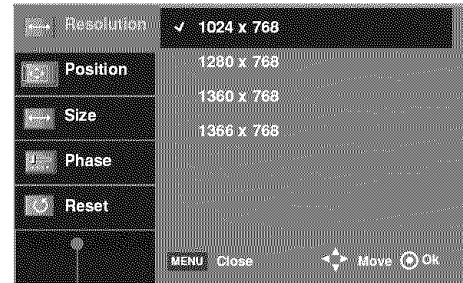 Resolution
Position
Size
Phase
Reset
✓ 1024 x 768
1280 x 768
1360 x 768
1366 x 768
MENU Close Move Ok